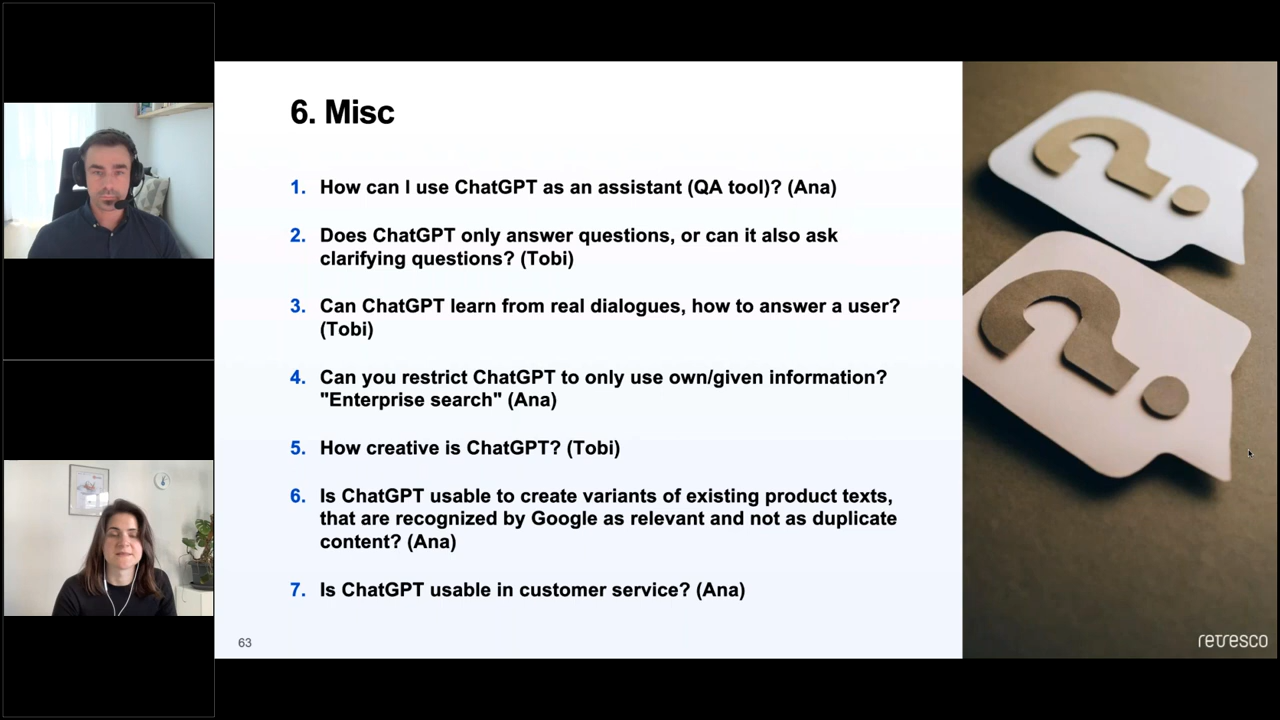 6. Misc
1. How can I use ChatGPT as an assistant (QA tool)? (Ana)
2. Does ChatGPT only answer questions, or can it also ask
clarifying questions? (Tobi)
3. Can ChatGPT learn from real dialogues, how to answer a user?
(Tobi)
4. Can you restrict ChatGPT to only use own/given information?
"Enterprise search" (Ana)
5. How creative is ChatGPT? (Tobi)
6. Is ChatGPT usable to create variants of existing product texts,
that are recognized by Google as relevant and not as duplicate
content? (Ana)
7. Is ChatGPT usable in customer service? (Ana)
63
retresco